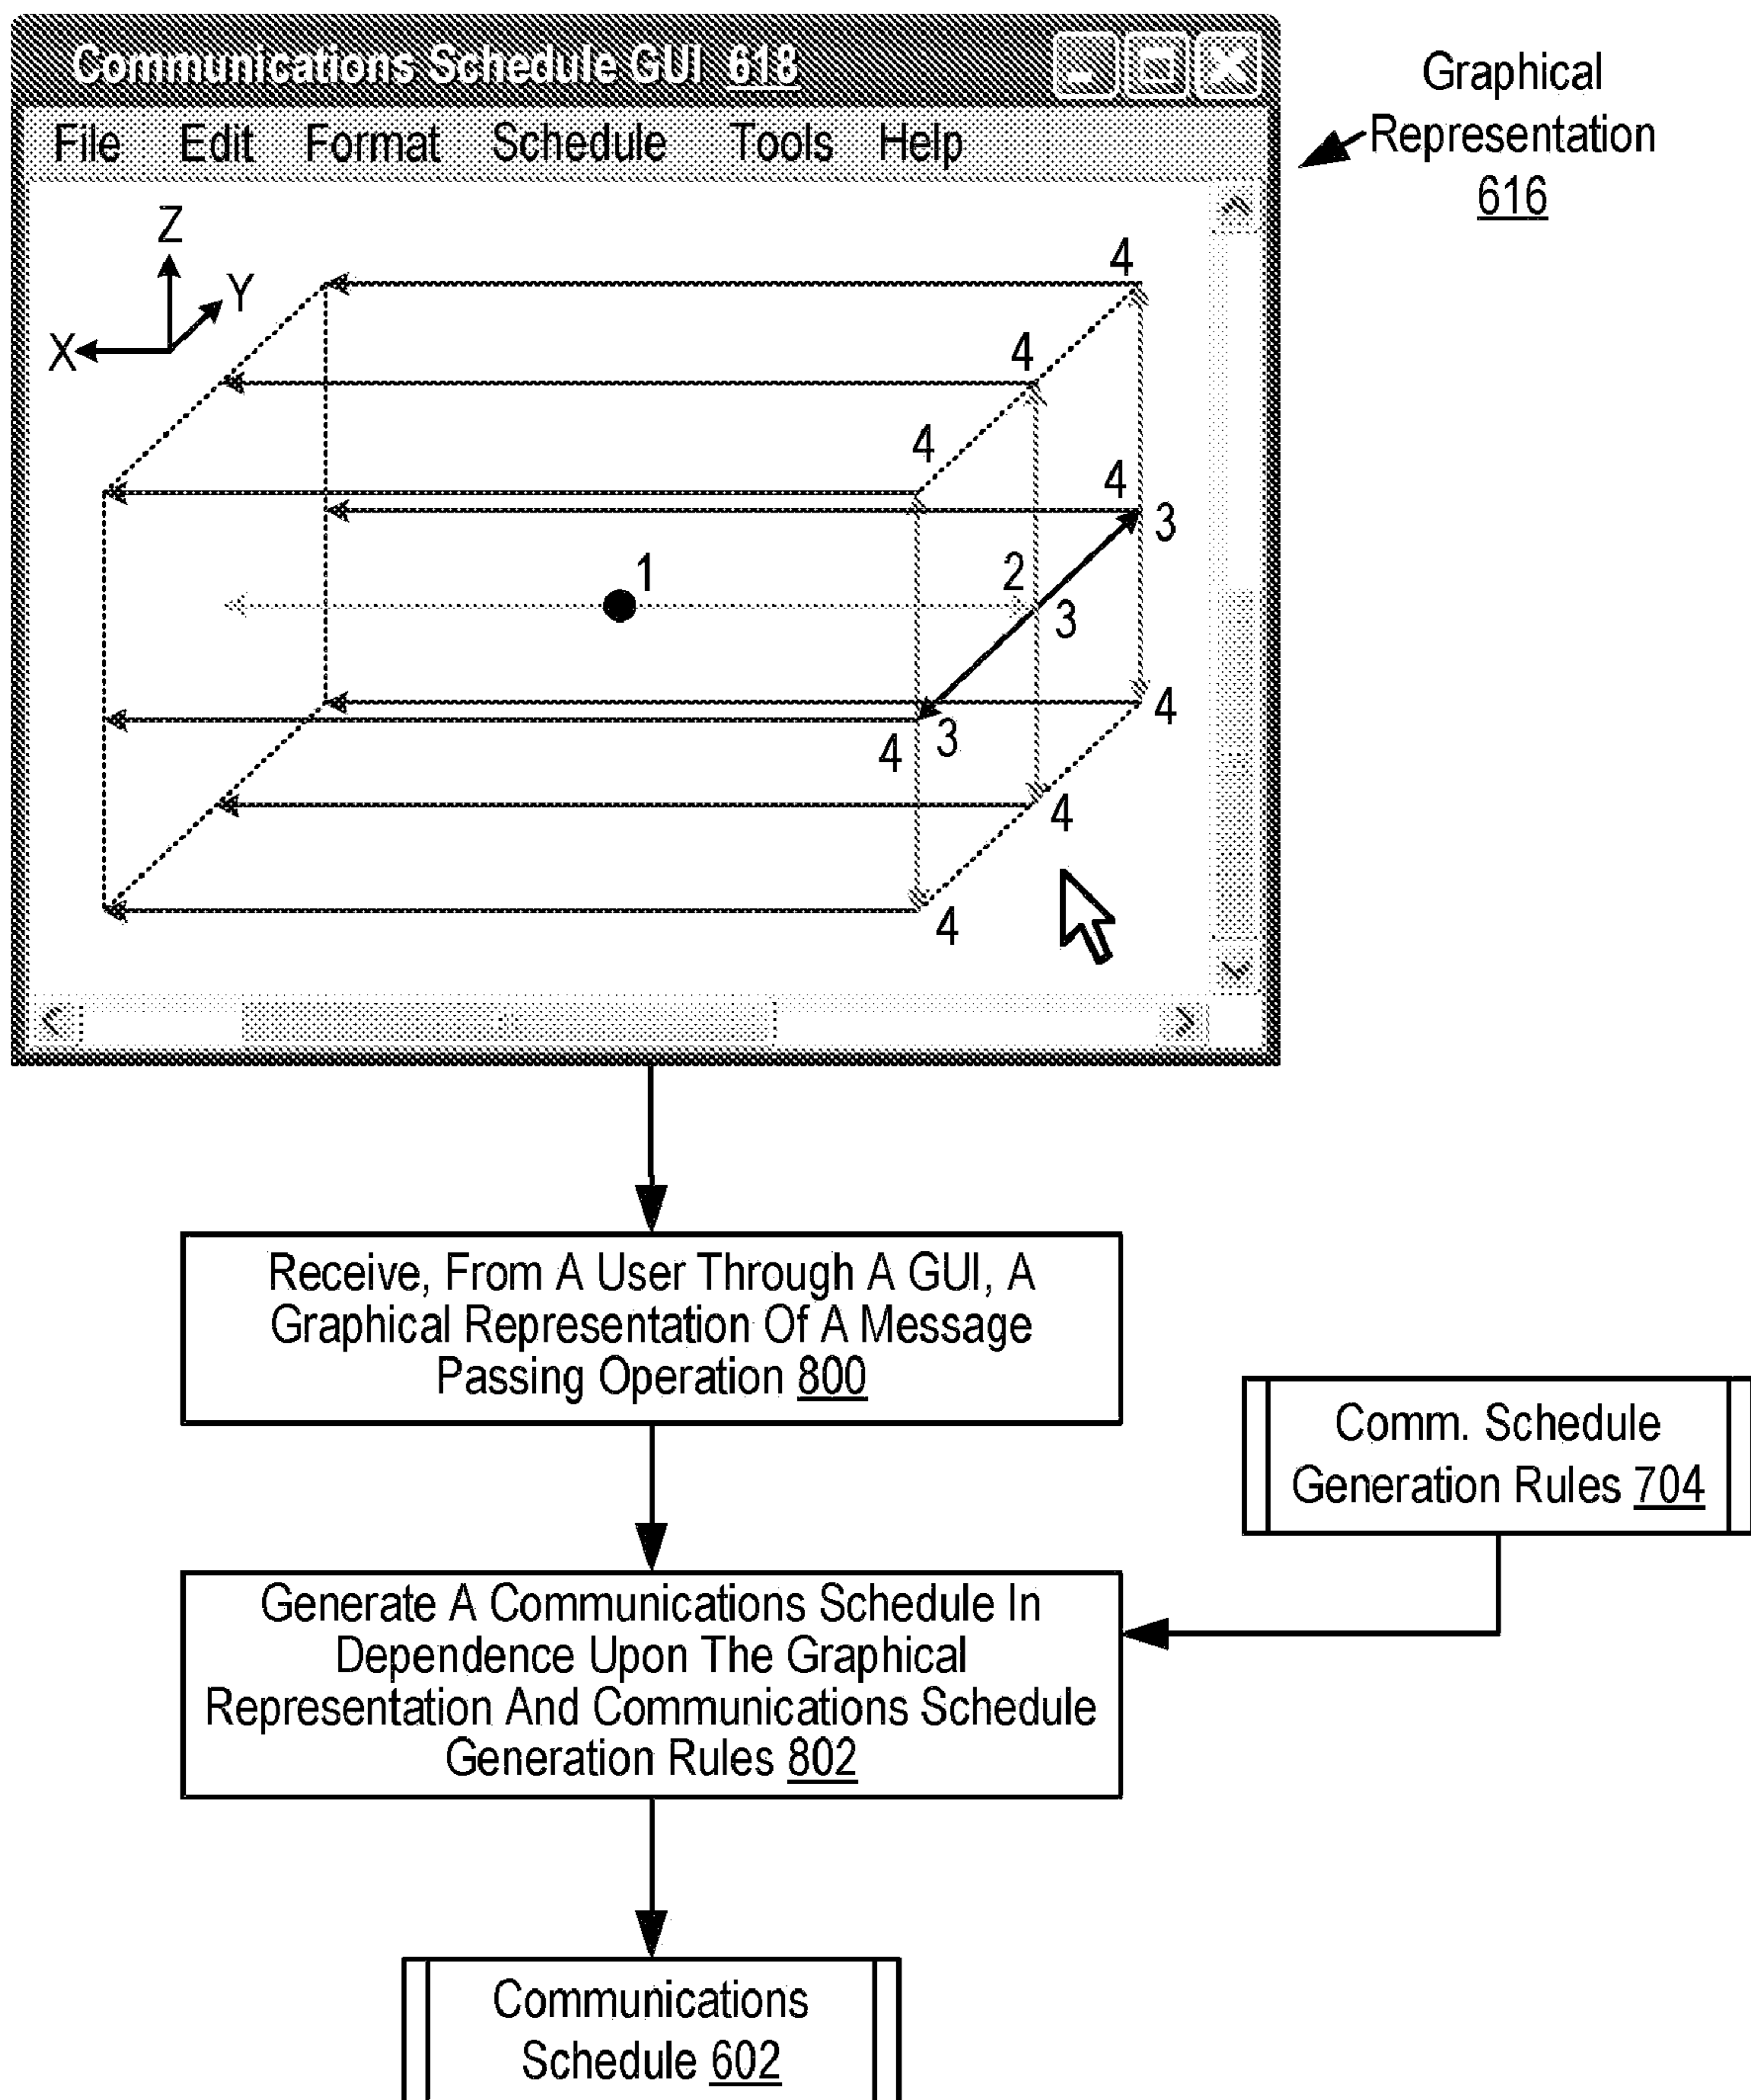 Communications Schedule GUI 618
File Edit Format Schedule Tools Help
Graphical
Representation
616
Z
Y
X
4
4
4
4
3
1
2
3
4
3
4
4
4
Receive, From A User Through A GUI, A
Graphical Representation Of A Message
Passing Operation 800
Comm. Schedule
Generation Rules 704
Generate A Communications Schedule In
Dependence Upon The Graphical
Representation And Communications Schedule
Generation Rules 802
Communications
Schedule 602